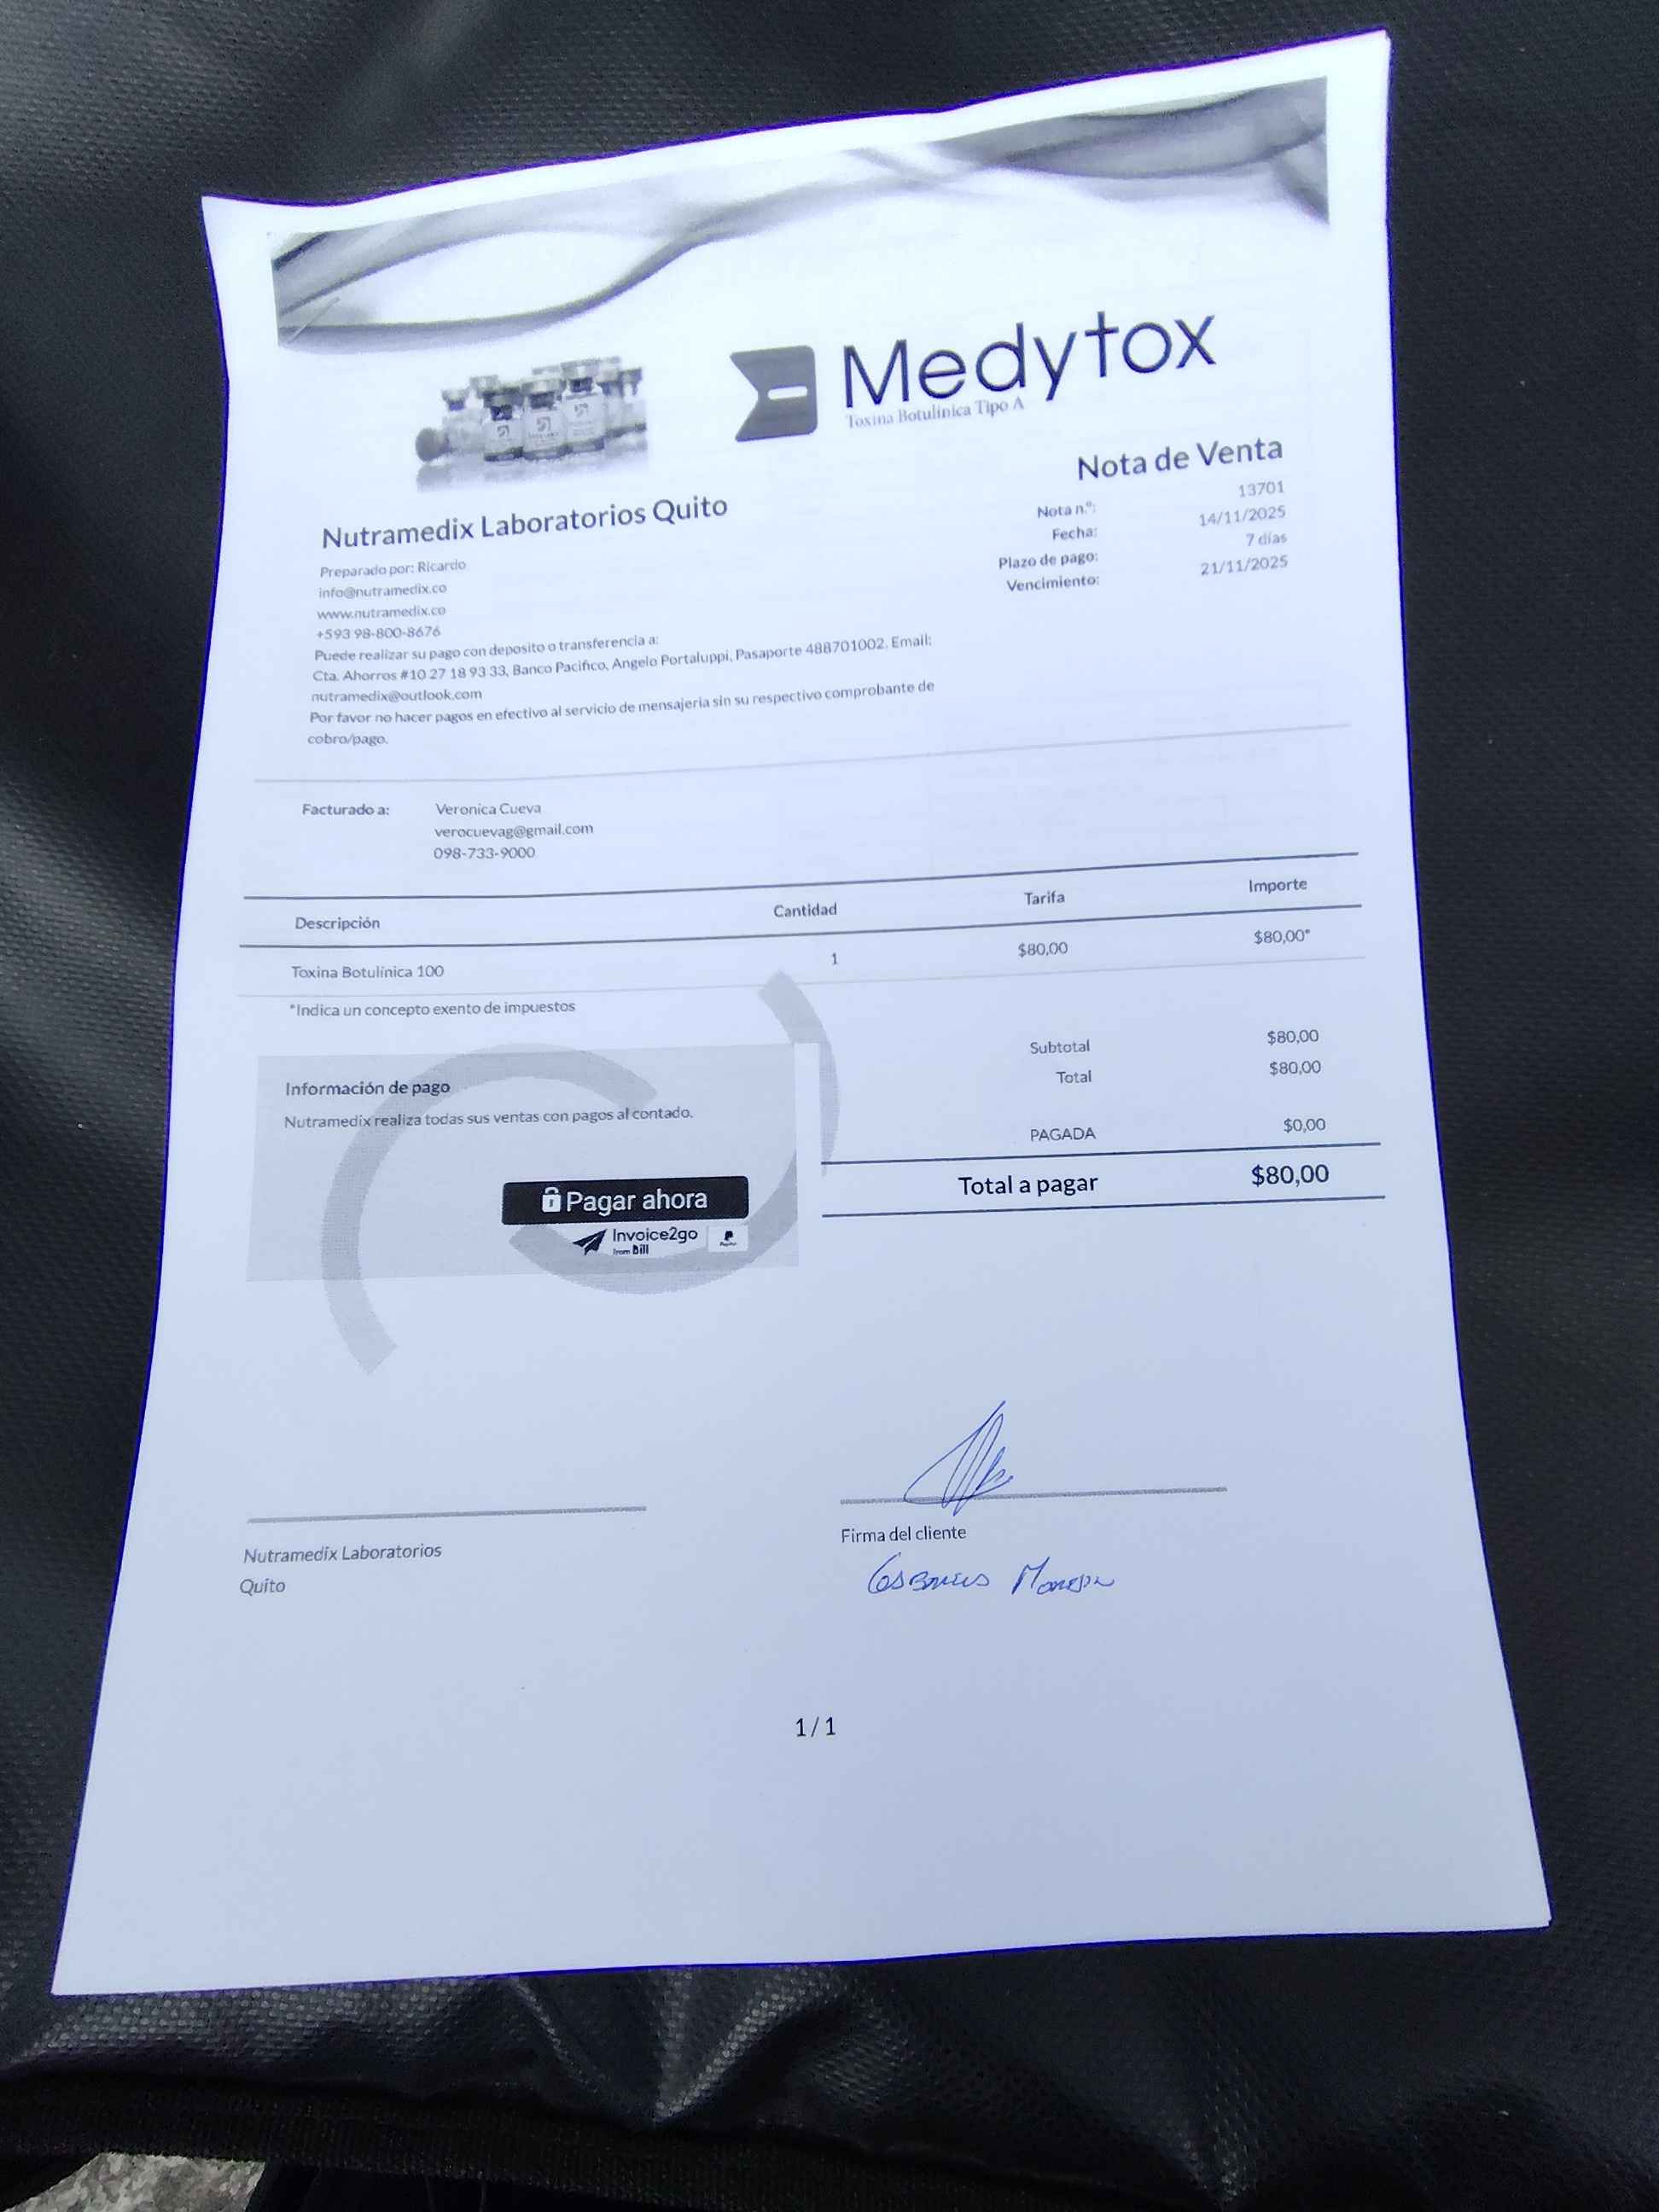 Medytox
Toxina Botulínica Tipo A
Nota de Venta
Nota n.º: 13701
Fecha: 14/11/2025
Plazo de pago: 7 días
Vencimiento: 21/11/2025
Nutramedix Laboratorios Quito
Preparado por: Ricardo
info@nutramedix.co
www.nutramedix.co
+593 98-800-8676
Puede realizar su pago con deposito o transferencia a:
Cta. Ahorros #10 27 18 93 33, Banco Pacifico, Angelo Portaluppi, Pasaporte 488701002. Email:
nutramedix@outlook.com
Por favor no hacer pagos en efectivo al servicio de mensajeria sin su respectivo comprobante de
cobro/pago.
Facturado a: Veronica Cueva
verocuevag@gmail.com
098-733-9000
Descripción Cantidad Tarifa Importe
Toxina Botulínica 100 1 $80,00 $80,00*
*Indica un concepto exento de impuestos
Subtotal $80,00
Total $80,00
PAGADA $0,00
Total a pagar $80,00
Información de pago
Nutramedix realiza todas sus ventas con pagos al contado.
Pagar ahora
Invoice2go
from Bill
Nutramedix Laboratorios
Quito
Firma del cliente
1/1